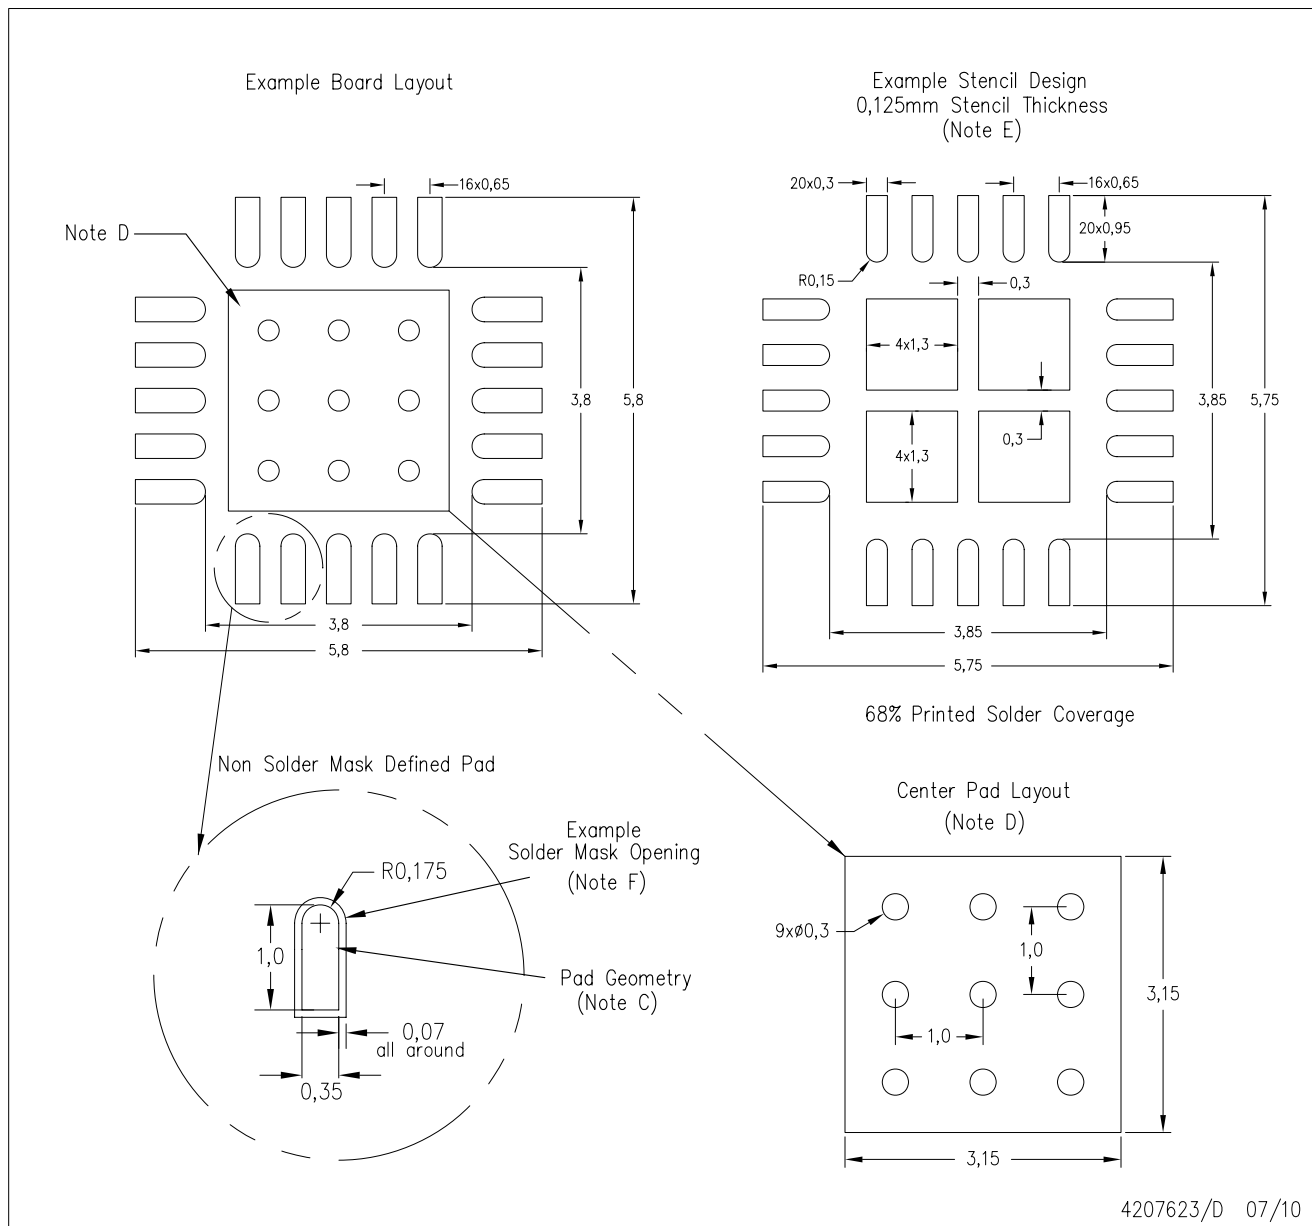 Example Board Layout
16x0,65
Note D
3,8
5,8
3,8
5,8
Example Stencil Design
0,125mm Stencil Thickness
(Note E)
20x0,3
16x0,65
20x0,95
R0,15
0,3
4x1,3
0,3
4x1,3
3,85
5,75
3,85
5,75
68% Printed Solder Coverage
Non Solder Mask Defined Pad
Example
Solder Mask Opening
(Note F)
R0,175
1,0
Pad Geometry
(Note C)
0,07
all around
0,35
Center Pad Layout
(Note D)
9xø0,3
1,0
1,0
3,15
3,15
4207623/D 07/10